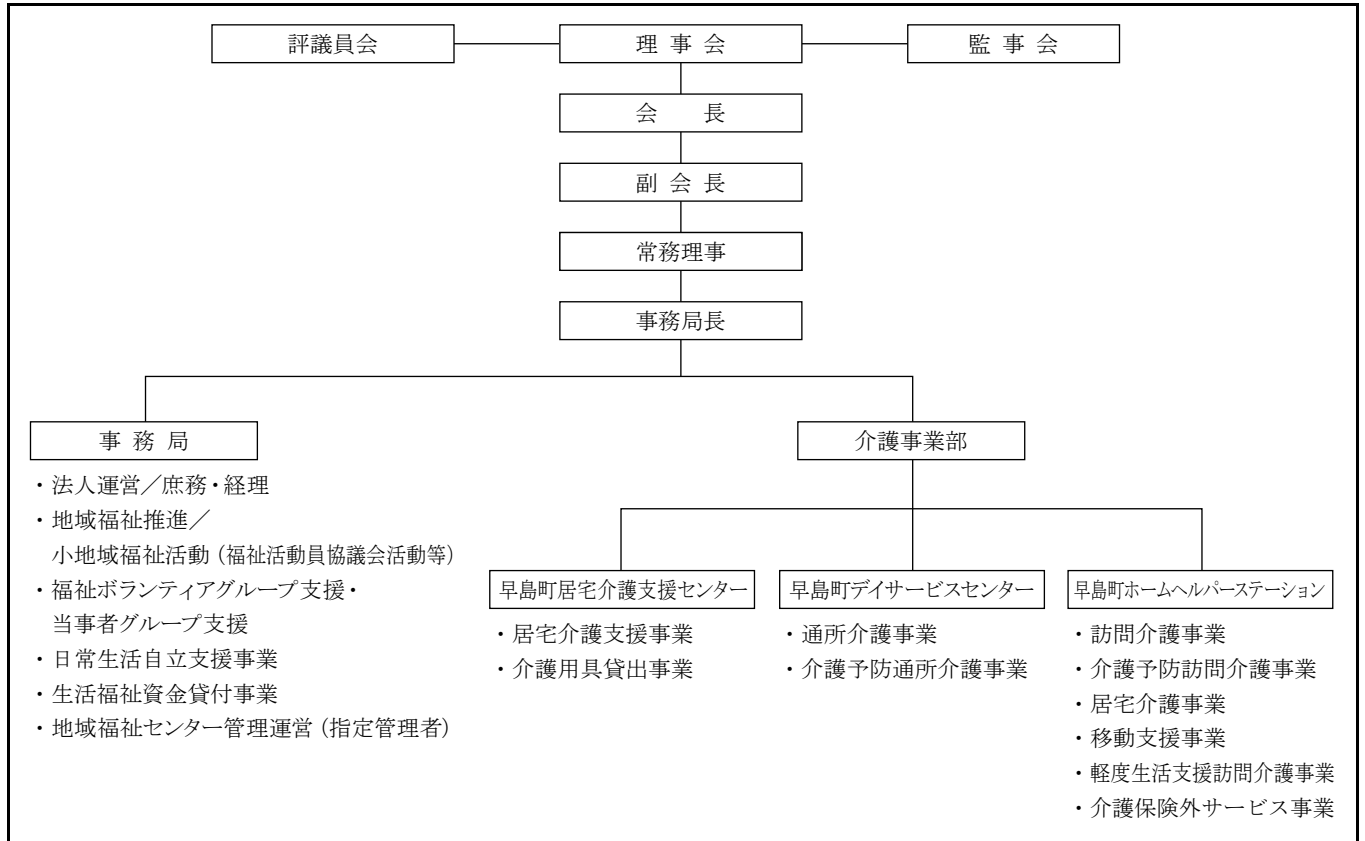 評議員会
理事会
監事会
会長
副会長
常務理事
事務局長
事務局
・法人運営／庶務・経理
・地域福祉推進／
小地域福祉活動（福祉活動員協議会活動等）
・福祉ボランティアグループ支援・
当事者グループ支援
・日常生活自立支援事業
・生活福祉資金貸付事業
・地域福祉センター管理運営（指定管理者）
介護事業部
早島町居宅介護支援センター
・居宅介護支援事業
・介護用具貸出事業
早島町デイサービスセンター
・通所介護事業
・介護予防通所介護事業
早島町ホームヘルパーステーション
・訪問介護事業
・介護予防訪問介護事業
・居宅介護事業
・移動支援事業
・軽度生活支援訪問介護事業
・介護保険外サービス事業